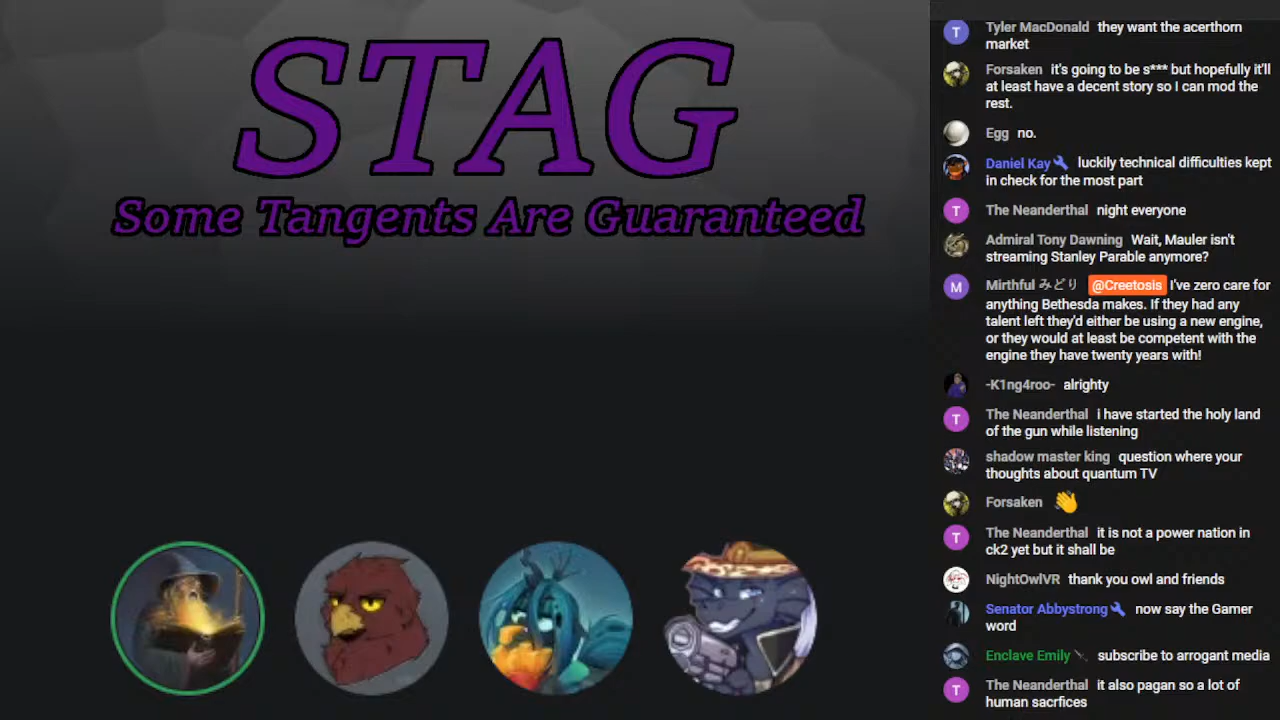 STAG
Some Tangents Are Guaranteed
T Tyler MacDonald they want the acerthorn
market
Forsaken it's going to be s*** but hopefully it'll
at least have a decent story so I can mod the
rest.
Egg no.
Daniel Kay luckily technical difficulties kept
in check for the most part
T The Neanderthal night everyone
Admiral Tony Dawning Wait, Mauler isn't
streaming Stanley Parable anymore?
M Mirthful みどり @Creetosis I've zero care for
anything Bethesda makes. If they had any
talent left they'd either be using a new engine,
or they would at least be competent with the
engine they have twenty years with!
-K1ng4roo- alrighty
T The Neanderthal i have started the holy land
of the gun while listening
shadow master king question where your
thoughts about quantum TV
Forsaken 👋
T The Neanderthal it is not a power nation in
ck2 yet but it shall be
NightOwlVR thank you owl and friends
Senator Abbystrong now say the Gamer
word
Enclave Emily subscribe to arrogant media
T The Neanderthal it also pagan so a lot of
human sacrfices